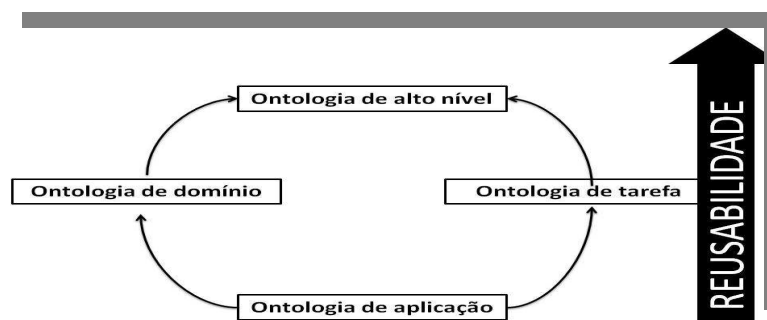 Ontologia de alto nível
Ontologia de domínio
Ontologia de tarefa
Ontologia de aplicação
REUSABILIDADE